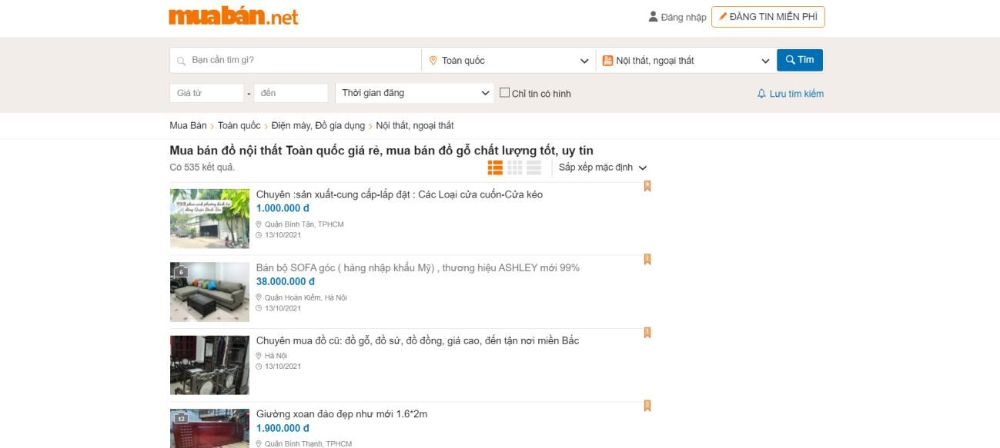 muabán.net
Đăng nhập
ĐĂNG TIN MIỄN PHÍ
Bạn cần tìm gì?
Toàn quốc
Nội thất, ngoại thất
Tìm
Giá từ
-
đến
Thời gian đăng
Chỉ tin có hình
Lưu tìm kiếm
Mua Bán > Toàn quốc > Điện máy, Đồ gia dụng > Nội thất, ngoại thất
Mua bán đồ nội thất Toàn quốc giá rẻ, mua bán đồ gỗ chất lượng tốt, uy tín
Có 535 kết quả.
Sắp xếp mặc định
Chuyên :sản xuất-cung cấp-lắp đặt : Các Loại cửa cuốn-Cửa kéo
1.000.000 đ
Quận Bình Tân, TPHCM
13/10/2021
6
Bán bộ SOFA góc ( hàng nhập khẩu Mỹ) , thương hiệu ASHLEY mới 99%
38.000.000 đ
Quận Hoàn Kiếm, Hà Nội
13/10/2021
Chuyên mua đồ cũ: đồ gỗ, đồ sứ, đồ đồng, giá cao, đến tận nơi miền Bắc
Hà Nội
13/10/2021
12
Giường xoan đào đẹp như mới 1.6*2m
1.900.000 đ
Quận Bình Thạnh, TPHCM